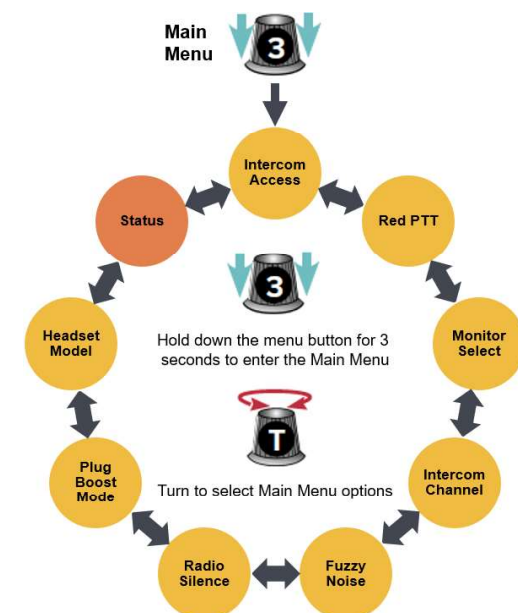 Main
Menu
3
Intercom
Access
Status
Red PTT
3
Headset
Model
Hold down the menu button for 3
seconds to enter the Main Menu
Monitor
Select
T
Plug
Boost
Mode
Turn to select Main Menu options
Intercom
Channel
Radio
Silence
Fuzzy
Noise